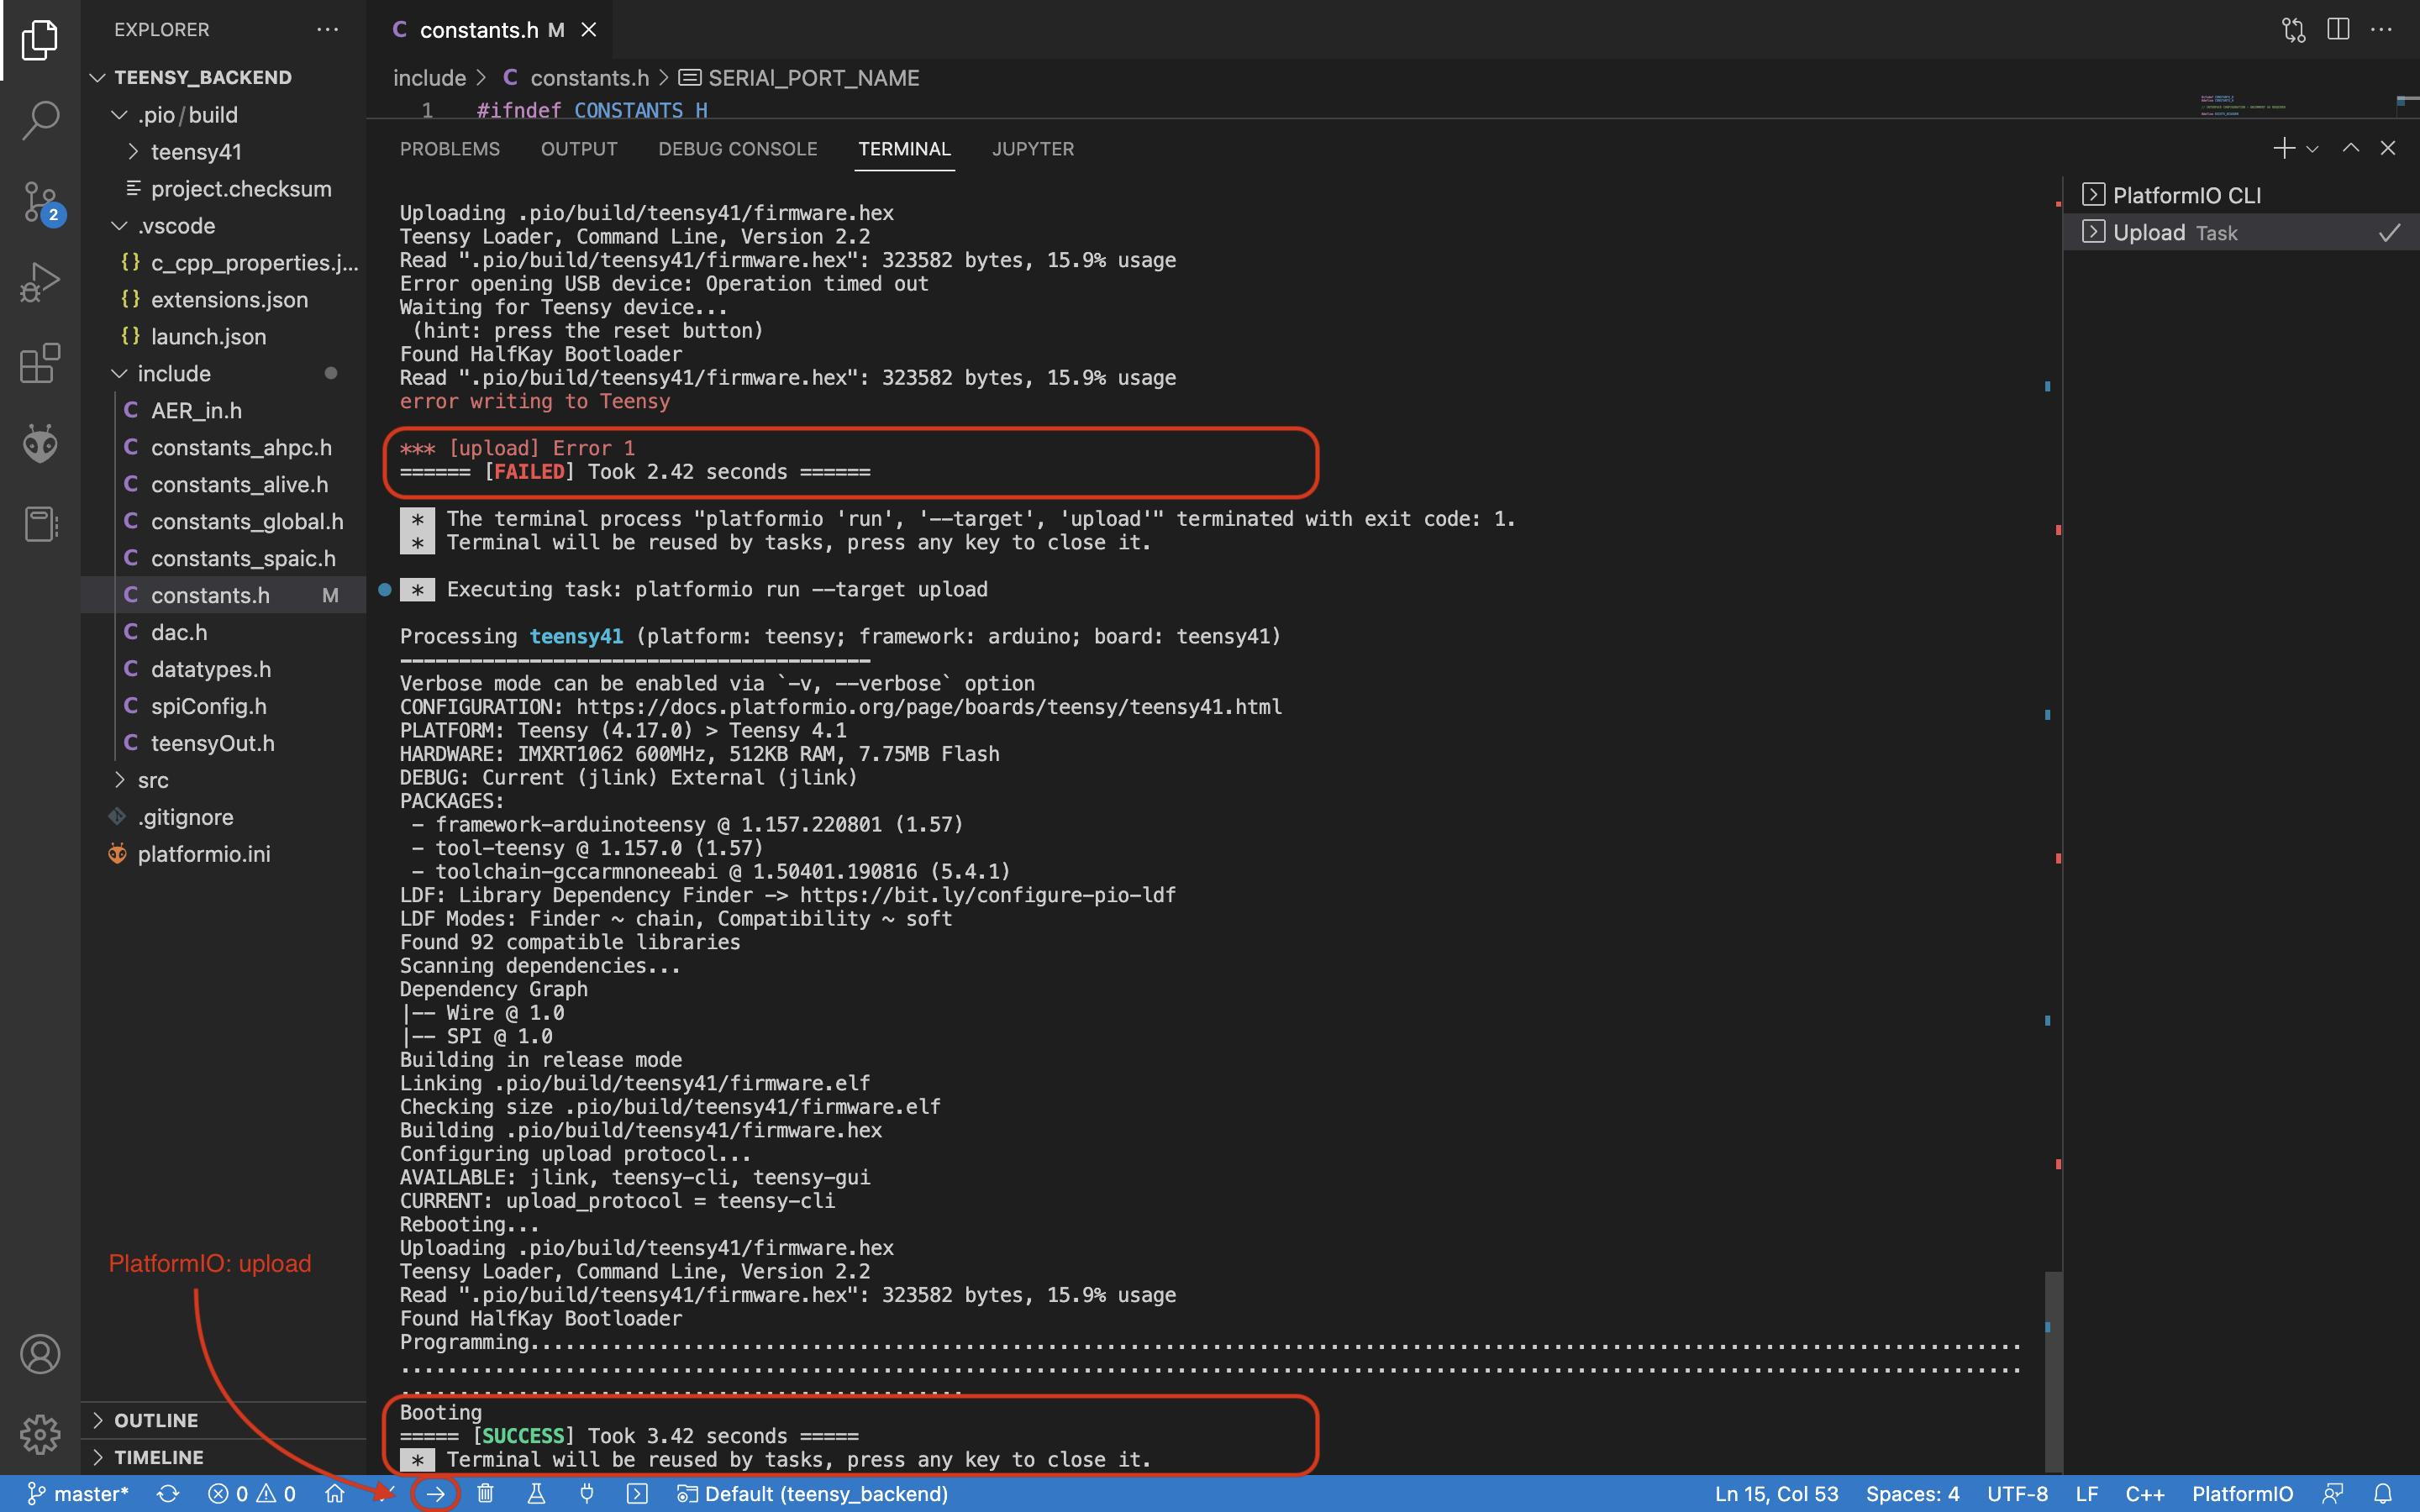 EXPLORER
TEENSY_BACKEND
.pio/build
teensy41
project.checksum
.vscode
{} c_cpp_properties.j...
{} extensions.json
{} launch.json
include
C AER_in.h
C constants_ahpc.h
C constants_alive.h
C constants_global.h
C constants_spaic.h
C constants.h M
C dac.h
C datatypes.h
C spiConfig.h
C teensyOut.h
src
.gitignore
platformio.ini
PlatformIO: upload
OUTLINE
TIMELINE
2
C constants.h M
include > C constants.h > SERIAl_PORT_NAME
1 #ifndef CONSTANTS_H
PROBLEMS OUTPUT DEBUG CONSOLE TERMINAL JUPYTER
Uploading .pio/build/teensy41/firmware.hex
Teensy Loader, Command Line, Version 2.2
Read ".pio/build/teensy41/firmware.hex": 323582 bytes, 15.9% usage
Error opening USB device: Operation timed out
Waiting for Teensy device...
(hint: press the reset button)
Found HalfKay Bootloader
Read ".pio/build/teensy41/firmware.hex": 323582 bytes, 15.9% usage
error writing to Teensy
*** [upload] Error 1
====== [FAILED] Took 2.42 seconds ======
* The terminal process "platformio 'run', '--target', 'upload'" terminated with exit code: 1.
* Terminal will be reused by tasks, press any key to close it.
* Executing task: platformio run --target upload
Processing teensy41 (platform: teensy; framework: arduino; board: teensy41)
----------------------------------------
Verbose mode can be enabled via `-v, --verbose` option
CONFIGURATION: https://docs.platformio.org/page/boards/teensy/teensy41.html
PLATFORM: Teensy (4.17.0) > Teensy 4.1
HARDWARE: IMXRT1062 600MHz, 512KB RAM, 7.75MB Flash
DEBUG: Current (jlink) External (jlink)
PACKAGES:
- framework-arduinoteensy @ 1.157.220801 (1.57)
- tool-teensy @ 1.157.0 (1.57)
- toolchain-gccarmnoneeabi @ 1.50401.190816 (5.4.1)
LDF: Library Dependency Finder -> https://bit.ly/configure-pio-ldf
LDF Modes: Finder ~ chain, Compatibility ~ soft
Found 92 compatible libraries
Scanning dependencies...
Dependency Graph
|-- Wire @ 1.0
|-- SPI @ 1.0
Building in release mode
Linking .pio/build/teensy41/firmware.elf
Checking size .pio/build/teensy41/firmware.elf
Building .pio/build/teensy41/firmware.hex
Configuring upload protocol...
AVAILABLE: jlink, teensy-cli, teensy-gui
CURRENT: upload_protocol = teensy-cli
Rebooting...
Uploading .pio/build/teensy41/firmware.hex
Teensy Loader, Command Line, Version 2.2
Read ".pio/build/teensy41/firmware.hex": 323582 bytes, 15.9% usage
Found HalfKay Bootloader
Programming...
Booting
===== [SUCCESS] Took 3.42 seconds =====
* Terminal will be reused by tasks, press any key to close it.
PlatformIO CLI
Upload Task
master* 0 0 Default (teensy_backend) Ln 15, Col 53 Spaces: 4 UTF-8 LF C++ PlatformIO